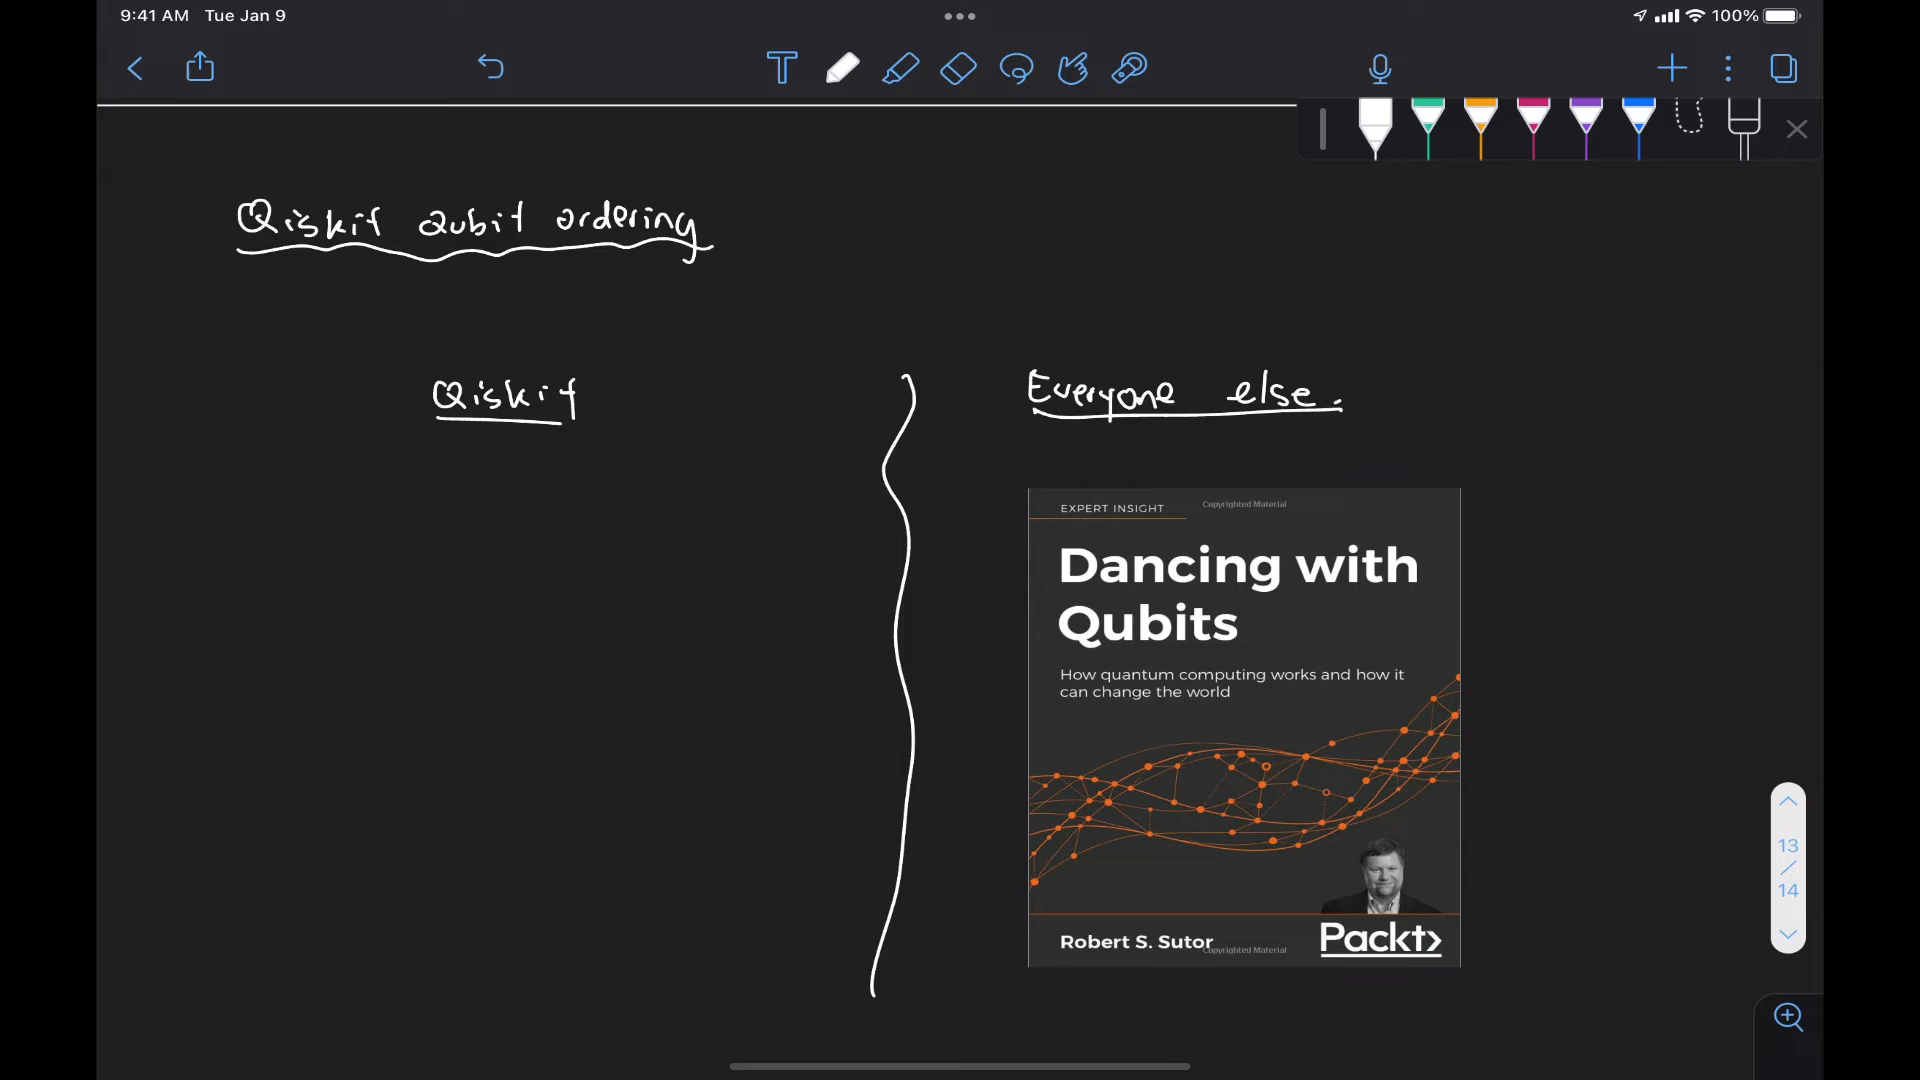 9:41 AM Tue Jan 9
100%
T
Qiskit Qubit ordering
Qiskit
Everyone else.
EXPERT INSIGHT
Copyrighted Material
Dancing with
Qubits
How quantum computing works and how it
can change the world
Robert S. Sutor
Copyrighted Material
Packt>
13
/
14